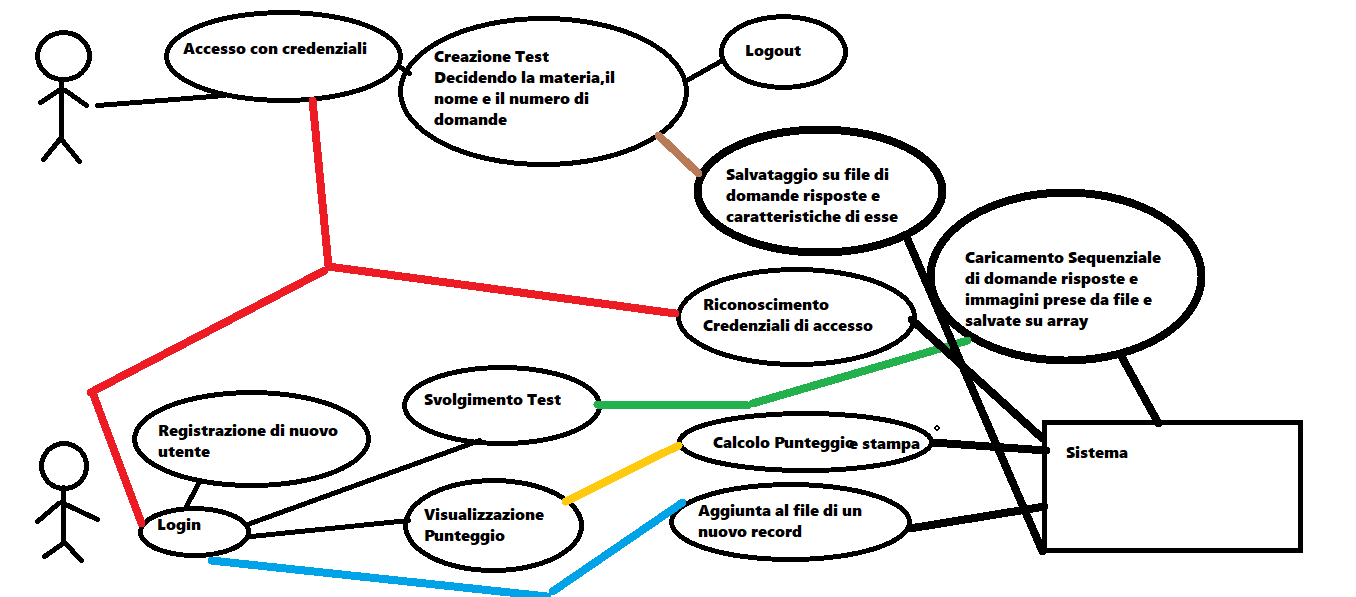 Accesso con credenziali
Creazione Test
Decidendo la materia,il
nome e il numero di
domande
Logout
Salvataggio su file di
domande risposte e
caratteristiche di esse
Caricamento Sequenziale
di domande risposte e
immagini prese da file e
salvate su array
Riconoscimento
Credenziali di accesso
Svolgimento Test
Registrazione di nuovo
utente
Calcolo Punteggio e stampa
Sistema
Login
Visualizzazione
Punteggio
Aggiunta al file di un
nuovo record